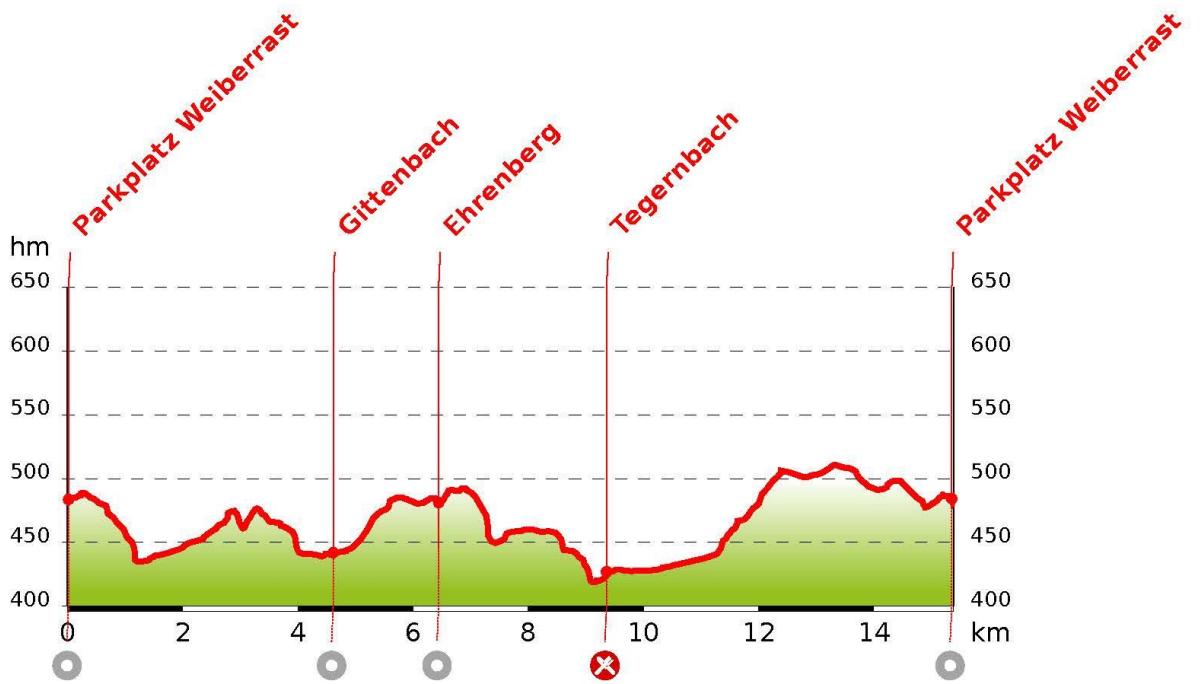 Parkplatz Weiberrast
Gittenbach
Ehrenberg
Tegernbach
Parkplatz Weiberrast
hm
650 650
600 600
550 550
500 500
450 450
400 400
0 2 4 6 8 10 12 14 km